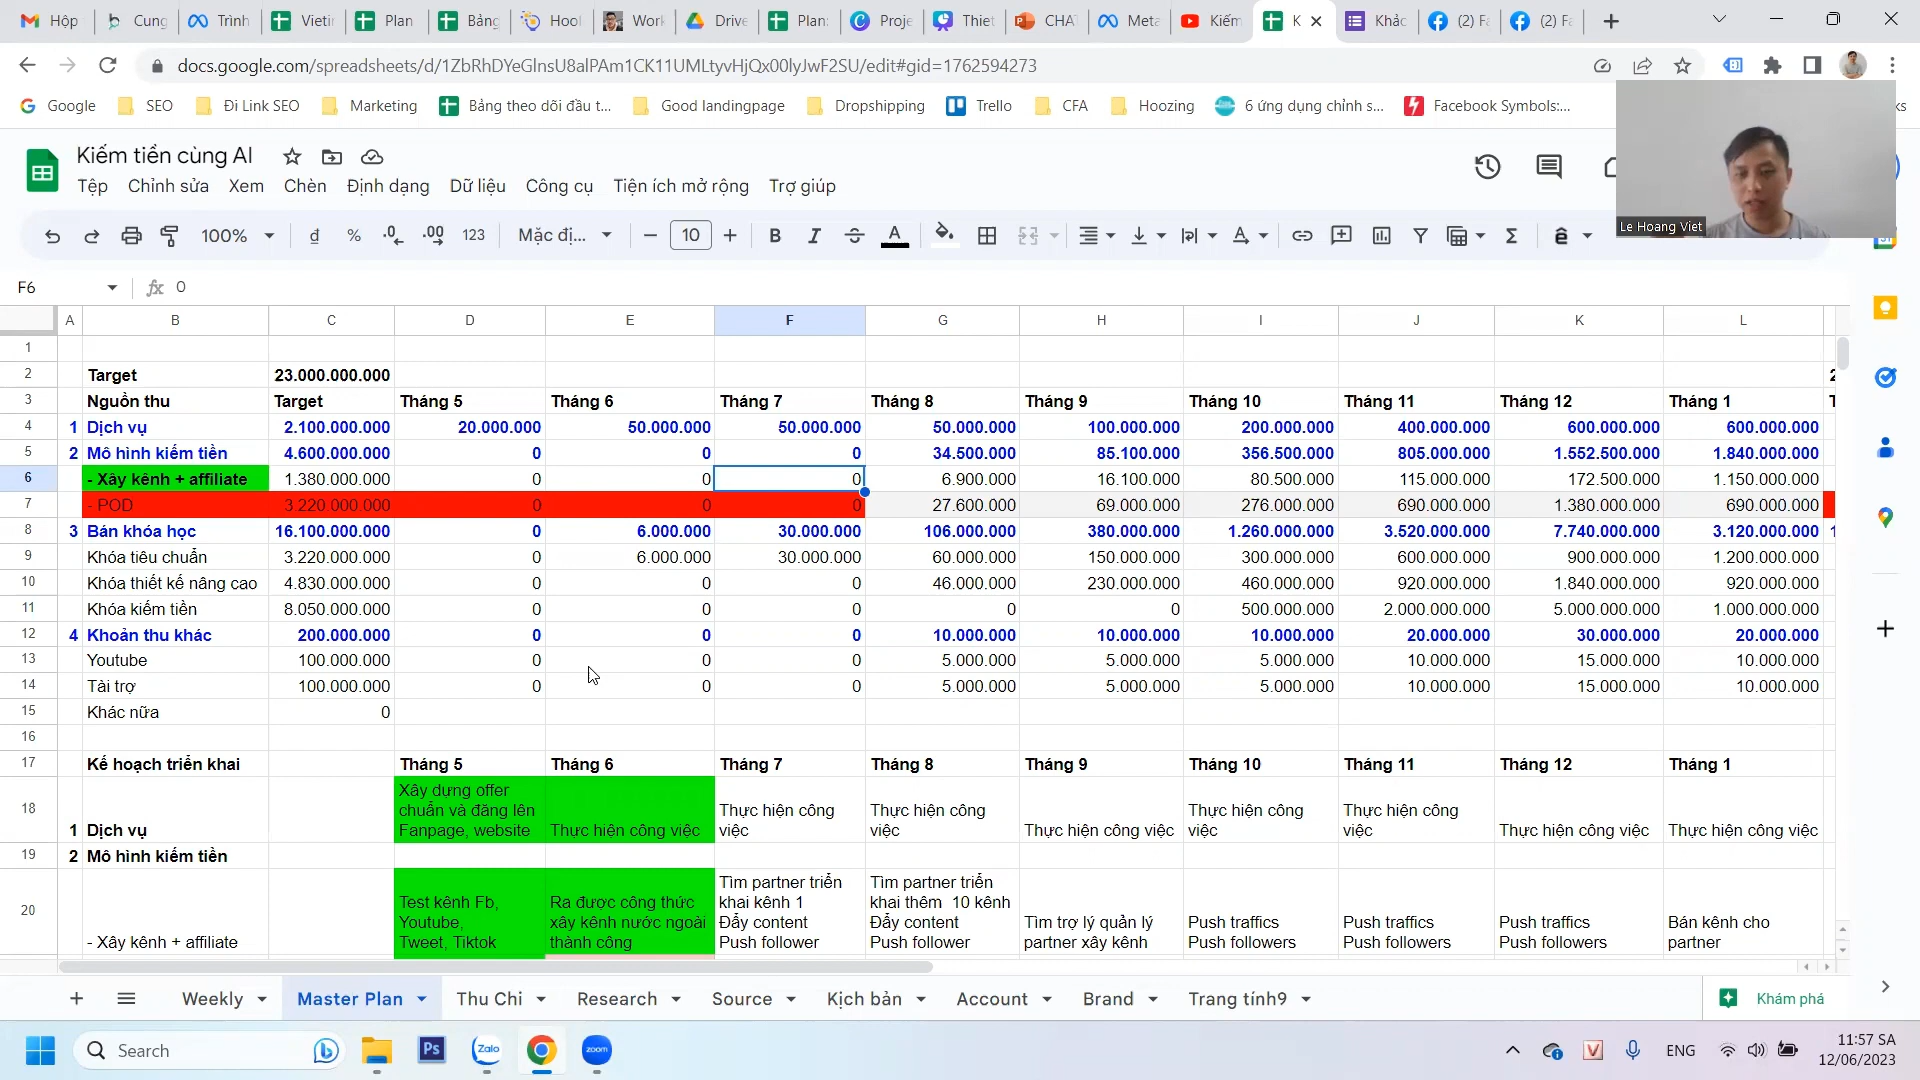 Hộp
Cung
Trình
Vietin
Plan
Bảng
Hool
Work
Drive
Plan:
Proje
Thiet
CHA
Meta
Kiếm
K
Khảo
(2) Fa
(2) Fa
docs.google.com/spreadsheets/d/1ZbRhDYeGlnsU8alPAm1CK11UMLtyvHjQx00lyJwF2SU/edit#gid=1762594273
Google
SEO
Đi Link SEO
Marketing
Bảng theo dõi đầu t...
Good landingpage
Dropshipping
Trello
CFA
Hoozing
6 ứng dụng chỉnh s...
Facebook Symbols:...
ks
Kiếm tiền cùng AI
Tệp Chỉnh sửa Xem Chèn Định dạng Dữ liệu Công cụ Tiện ích mở rộng Trợ giúp
Le Hoang Viet
100% đ % .0 .00 123 Mặc đị... 10
F6 fx 0
A B C D E F G H I J K L
1
2 Target 23.000.000.000 2
3 Nguồn thu Target Tháng 5 Tháng 6 Tháng 7 Tháng 8 Tháng 9 Tháng 10 Tháng 11 Tháng 12 Tháng 1 T
4 1 Dịch vụ 2.100.000.000 20.000.000 50.000.000 50.000.000 50.000.000 100.000.000 200.000.000 400.000.000 600.000.000 600.000.000
5 2 Mô hình kiếm tiền 4.600.000.000 0 0 0 34.500.000 85.100.000 356.500.000 805.000.000 1.552.500.000 1.840.000.000
6 - Xây kênh + affiliate 1.380.000.000 0 0 0 6.900.000 16.100.000 80.500.000 115.000.000 172.500.000 1.150.000.000
7 - POD 3.220.000.000 0 0 0 27.600.000 69.000.000 276.000.000 690.000.000 1.380.000.000 690.000.000
8 3 Bán khóa học 16.100.000.000 0 6.000.000 30.000.000 106.000.000 380.000.000 1.260.000.000 3.520.000.000 7.740.000.000 3.120.000.000 1
9 Khóa tiêu chuẩn 3.220.000.000 0 6.000.000 30.000.000 60.000.000 150.000.000 300.000.000 600.000.000 900.000.000 1.200.000.000
10 Khóa thiết kế nâng cao 4.830.000.000 0 0 0 46.000.000 230.000.000 460.000.000 920.000.000 1.840.000.000 920.000.000
11 Khóa kiếm tiền 8.050.000.000 0 0 0 0 0 500.000.000 2.000.000.000 5.000.000.000 1.000.000.000
12 4 Khoản thu khác 200.000.000 0 0 0 10.000.000 10.000.000 10.000.000 20.000.000 30.000.000 20.000.000
13 Youtube 100.000.000 0 0 0 5.000.000 5.000.000 5.000.000 10.000.000 15.000.000 10.000.000
14 Tài trợ 100.000.000 0 0 0 5.000.000 5.000.000 5.000.000 10.000.000 15.000.000 10.000.000
15 Khác nữa 0
16
17 Kế hoạch triển khai Tháng 5 Tháng 6 Tháng 7 Tháng 8 Tháng 9 Tháng 10 Tháng 11 Tháng 12 Tháng 1
18
1 Dịch vụ
Xây dựng offer
chuẩn và đăng lên
Fanpage, website
Thực hiện công việc
Thực hiện công
việc
Thực hiện công
việc
Thực hiện công việc
Thực hiện công
việc
Thực hiện công
việc
Thực hiện công việc
Thực hiện công việc
19 2 Mô hình kiếm tiền
20
- Xây kênh + affiliate
Test kênh Fb,
Youtube,
Tweet, Tiktok
Ra được công thức
xây kênh nước ngoài
thành công
Tìm partner triển
khai kênh 1
Đẩy content
Push follower
Tìm partner triển
khai thêm 10 kênh
Đẩy content
Push follower
Tìm trợ lý quản lý
partner xây kênh
Push traffics
Push followers
Push traffics
Push followers
Push traffics
Push followers
Bán kênh cho
partner
Weekly Master Plan Thu Chi Research Source Kịch bản Account Brand Trang tính9
Khám phá
Search
Ps
Zalo
zoom
ENG
11:57 SA
12/06/2023